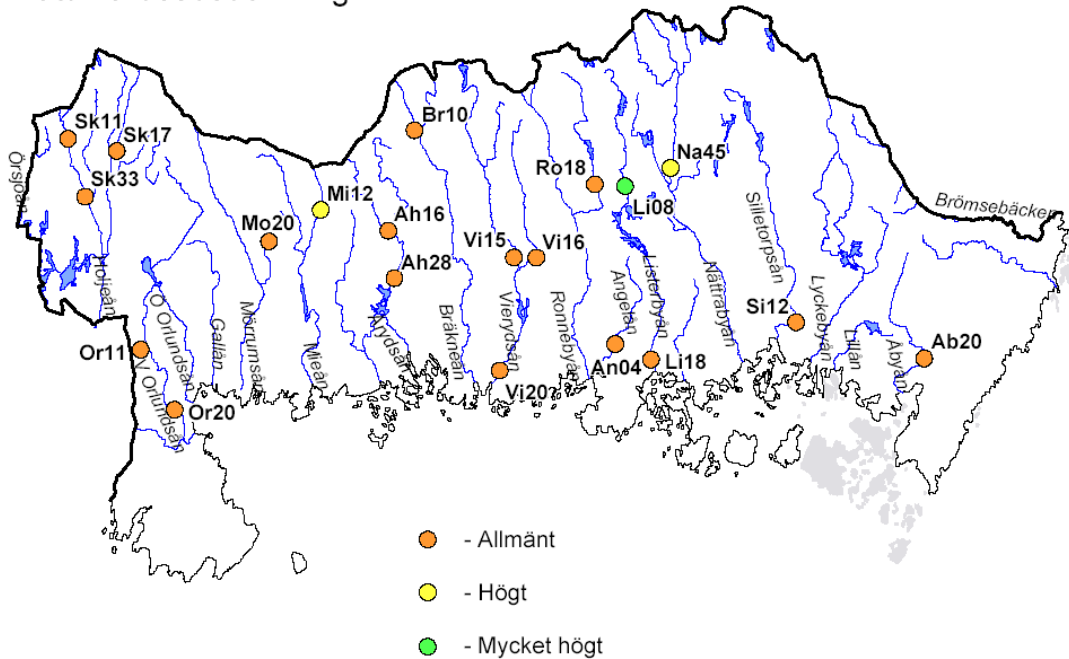 Br10
Sk11
Sk17
Na45
Ro18
Örsjöån
Sk33
Mi12
Li08
Brömsebäcken
Silletorpsån
Mo20
Ah16
Vi15
Vi16
Ah28
Holjeån
Ö Orlundsån
Gallån
Mörrumsån
Mieån
Knydsån
Bräkneån
Vierydsån
Ronnebyån
Angelån
Listerbyån
Nättrabyån
Si12
Lyckebyån
Lillån
Åbyån
Ab20
Or11
V Orlundsån
An04
Li18
Vi20
Or20
- Allmänt
- Högt
- Mycket högt